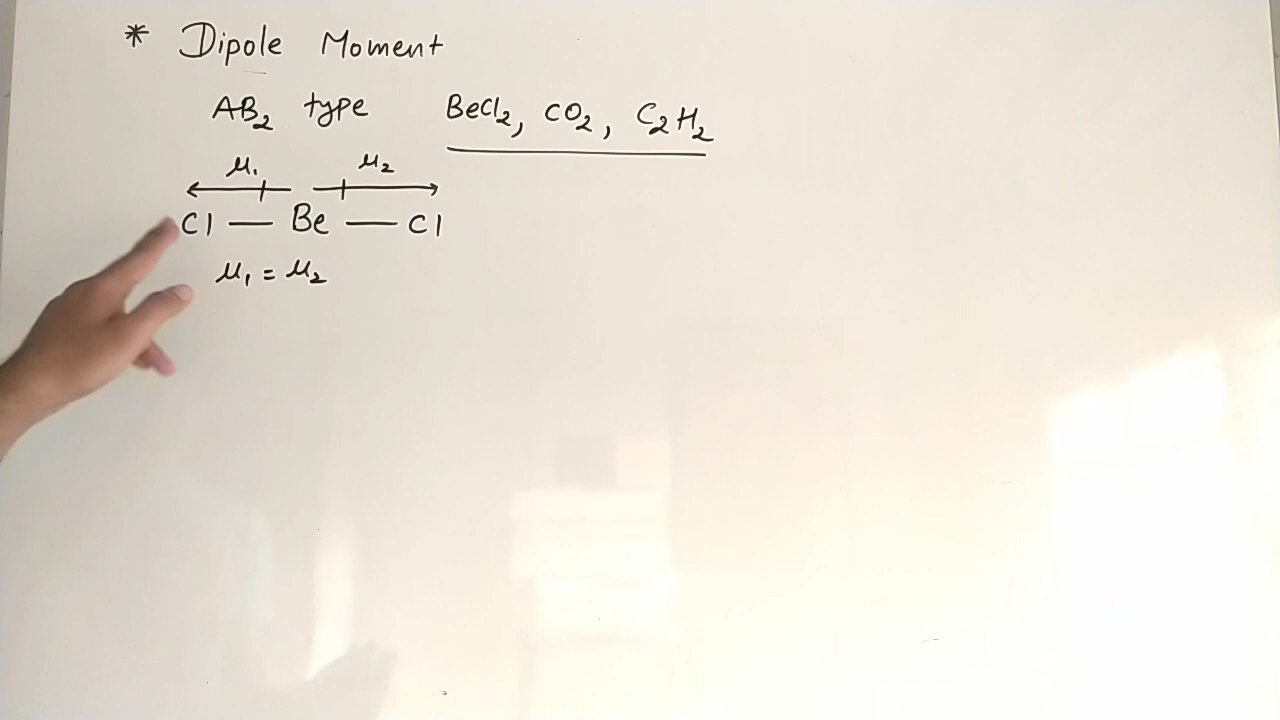 * Dipole Moment
AB₂ type BeCl₂, CO₂, C₂H₂
μ₁ μ₂
Cl — Be — Cl
μ₁ = μ₂